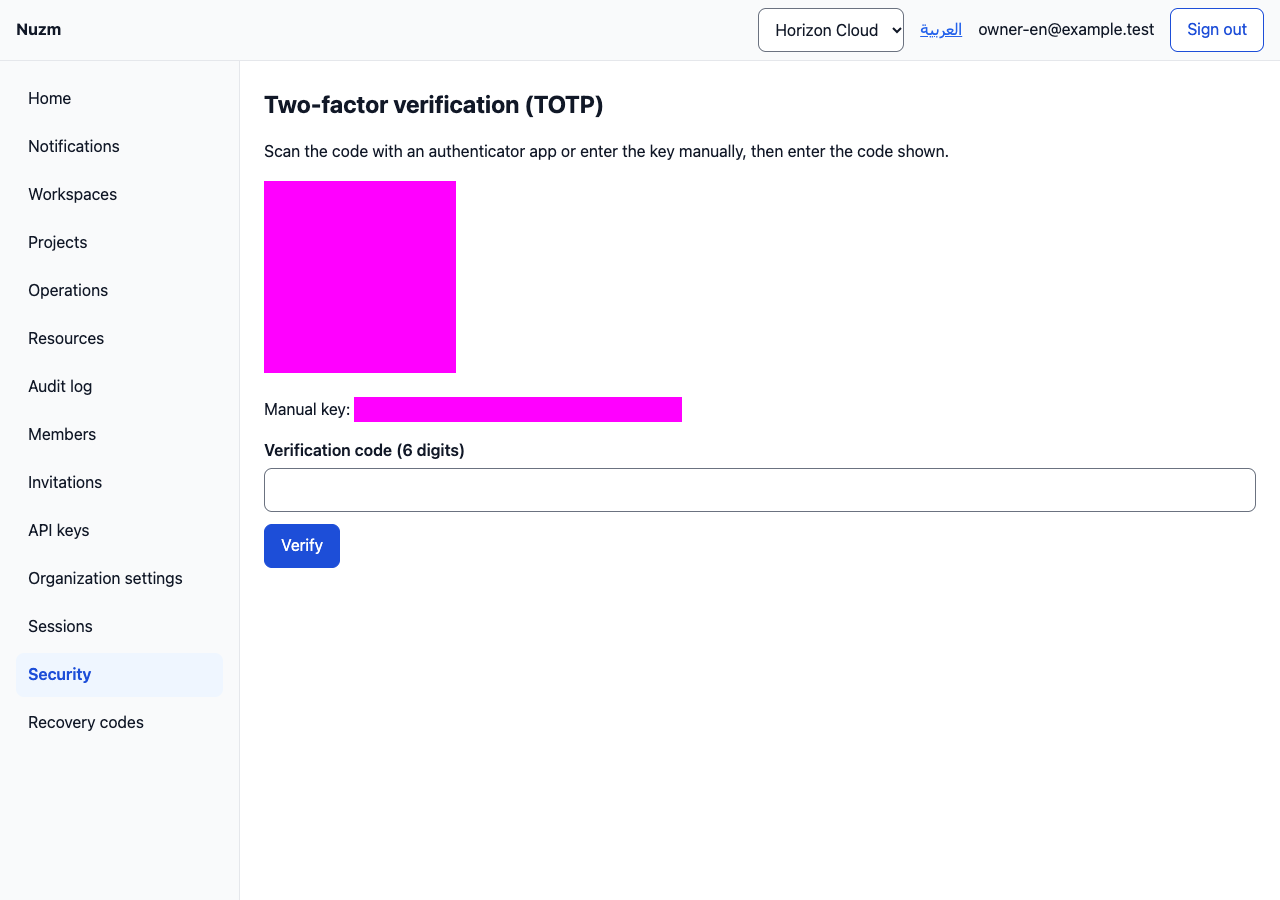 Nuzm
Horizon Cloud
العربية
owner-en@example.test
Sign out
Home
Notifications
Workspaces
Projects
Operations
Resources
Audit log
Members
Invitations
API keys
Organization settings
Sessions
Security
Recovery codes
Two-factor verification (TOTP)
Scan the code with an authenticator app or enter the key manually, then enter the code shown.
Manual key:
Verification code (6 digits)
Verify